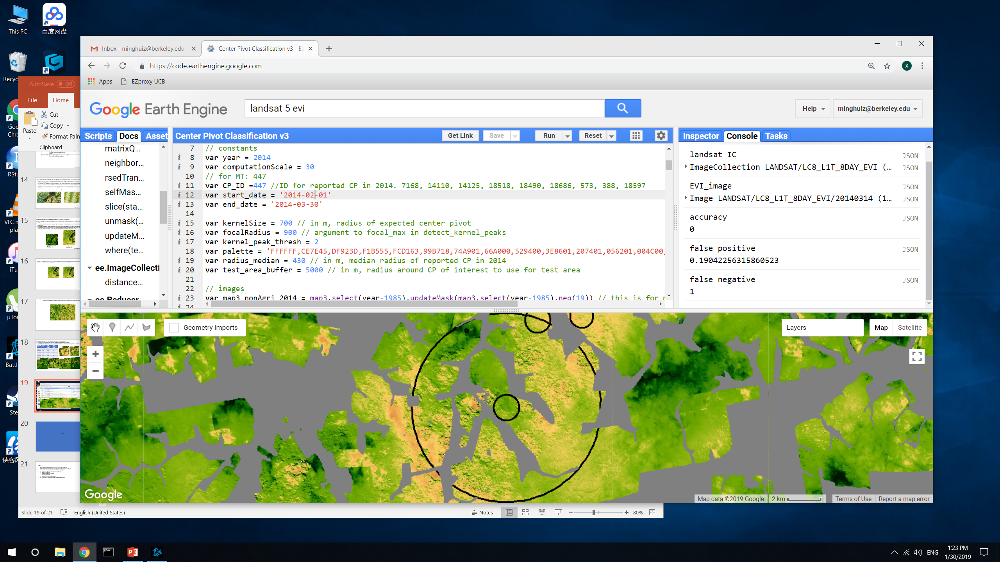 This PC
百度网盘
Inbox - minghuiz@berkeley.edu
Center Pivot Classification v3 - Ea
https://code.earthengine.google.com
X
Apps
EZproxy UCB
AutoSave
Off
File
Home
Cut
Copy
Paste
Clipboard
Google Earth Engine
landsat 5 evi
Help
minghuiz@berkeley.edu
Scripts
Docs
Asset
Center Pivot Classification v3
Get Link
Save
Run
Reset
Inspector
Console
Tasks
matrixQ...
neighbor...
rsedTran...
selfMas...
slice(sta...
unmask(...
updateM...
where(te...
ee.ImageCollecti
distance...
ee.Reducer
7 // constants
8 var year = 2014
9 var computationScale = 30
10 // for MT: 447
11 var CP_ID =447 //ID for reported CP in 2014. 7168, 14110, 14125, 18518, 18490, 18686, 573, 388, 18597
12 var start_date = '2014-02-01'
13 var end_date = '2014-03-30'
14
15 var kernelSize = 700 // in m, radius of expected center pivot
16 var focalRadius = 900 // argument to focal_max in detect_kernel_peaks
17 var kernel_peak_thresh = 2
18 var palette = 'FFFFFF,CE7E45,DF923D,F1B555,FCD163,99B718,74A901,66A000,529400,3E8601,207401,056201,004C00,
19 var radius_median = 430 // in m, median radius of reported CP in 2014
20 var test_area_buffer = 5000 // in m, radius around CP of interest to use for test area
21
22 // images
23 var map3_nonAgri_2014 = map3.select(year-1985).updateMask(map3.select(year-1985).neq(19)) // this is for
24
landsat IC
JSON
ImageCollection LANDSAT/LC8_L1T_8DAY_EVI (...
JSON
EVI_image
JSON
Image LANDSAT/LC8_L1T_8DAY_EVI/20140314 (1...
JSON
accuracy
JSON
0
false positive
JSON
0.19042256315860523
false negative
JSON
1
Geometry Imports
Layers
Map
Satellite
Google
Map data ©2019 Google
2 km
Terms of Use
Report a map error
14
15
16
17
18
19
20
21
Slide 19 of 21
English (United States)
Notes
80%
ENG
1:23 PM
1/30/2019